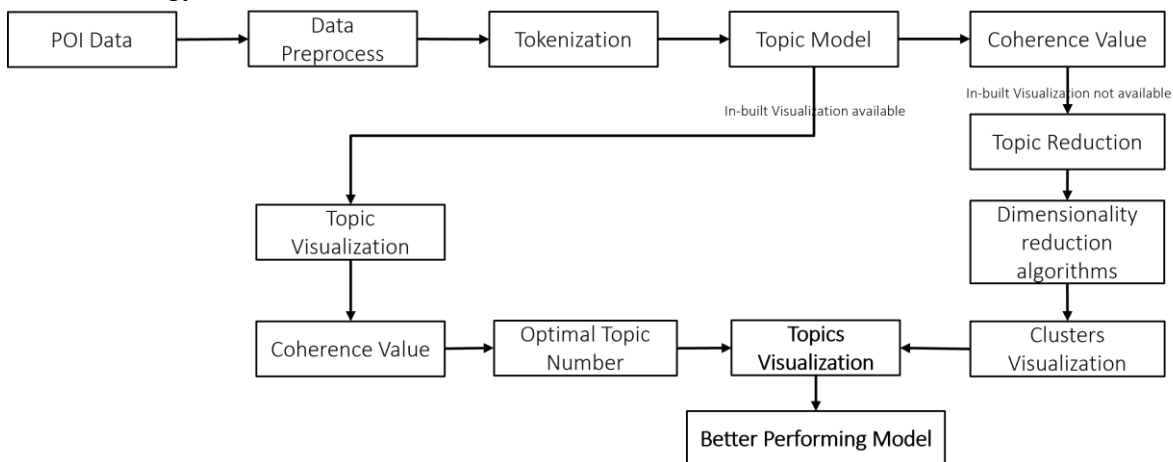 POI Data
Data
Preprocess
Tokenization
Topic Model
Coherence Value
In-built Visualization available
In-built Visualization not available
Topic Reduction
Topic
Visualization
Dimensionality
reduction
algorithms
Coherence Value
Optimal Topic
Number
Topics
Visualization
Clusters
Visualization
Better Performing Model